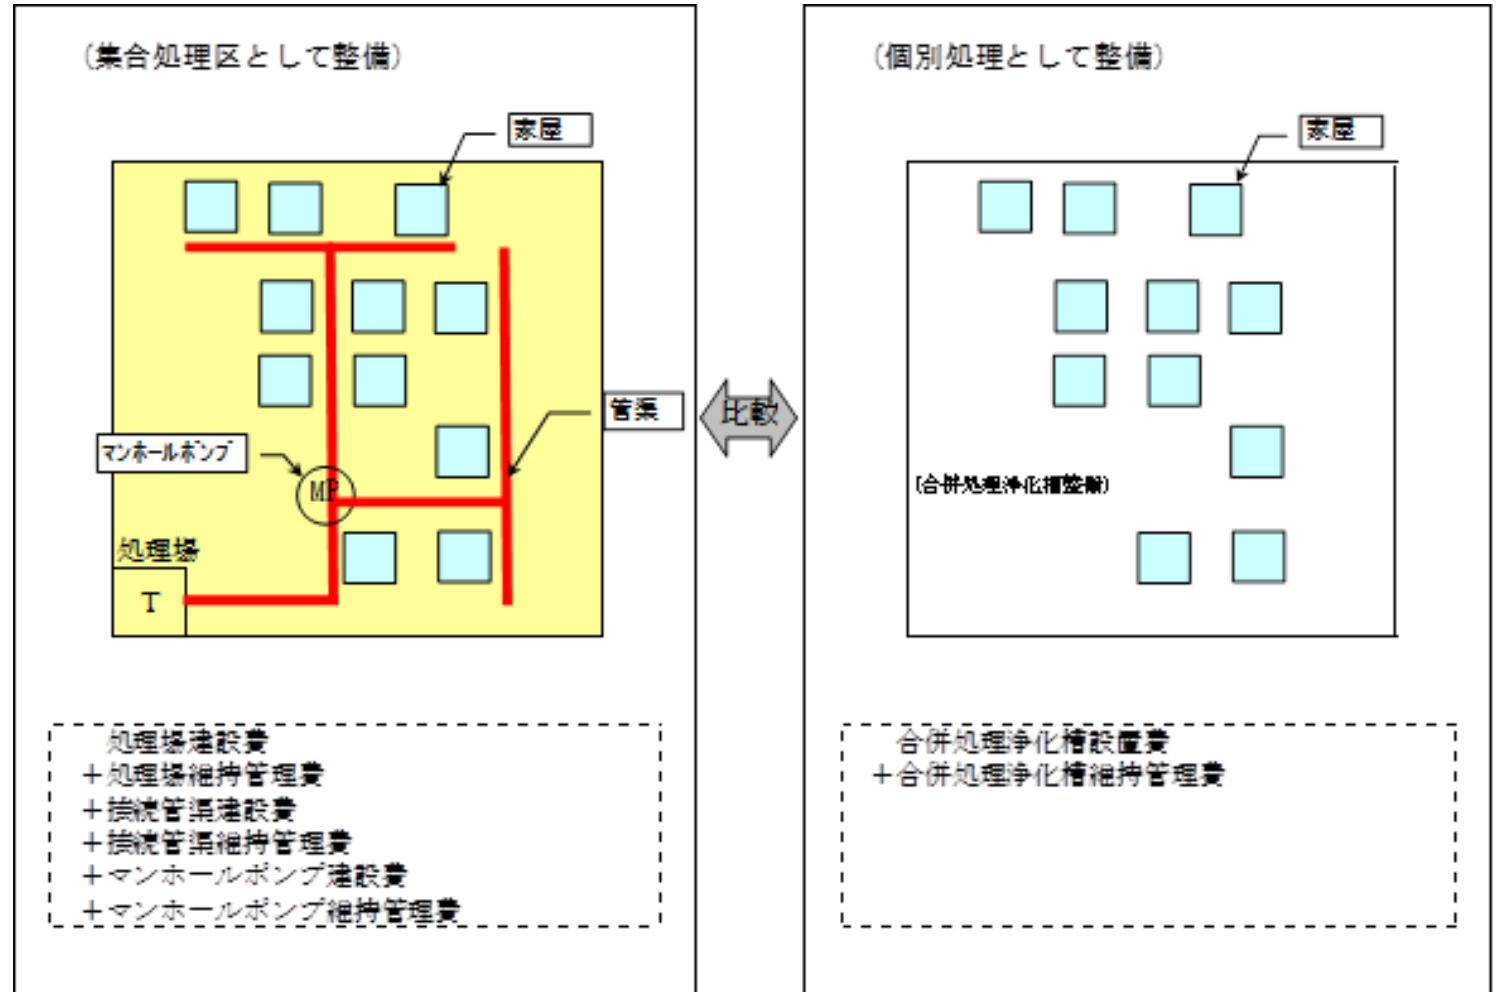 (集合処理区として整備)
家屋
管渠
マンホールポンプ
MP
処理場
T
処理場建設費
+処理場維持管理費
+接続管渠建設費
+接続管渠維持管理費
+マンホールポンプ建設費
+マンホールポンプ維持管理費
比較
(個別処理として整備)
家屋
(合併処理浄化槽整備)
合併処理浄化槽設置費
+合併処理浄化槽維持管理費